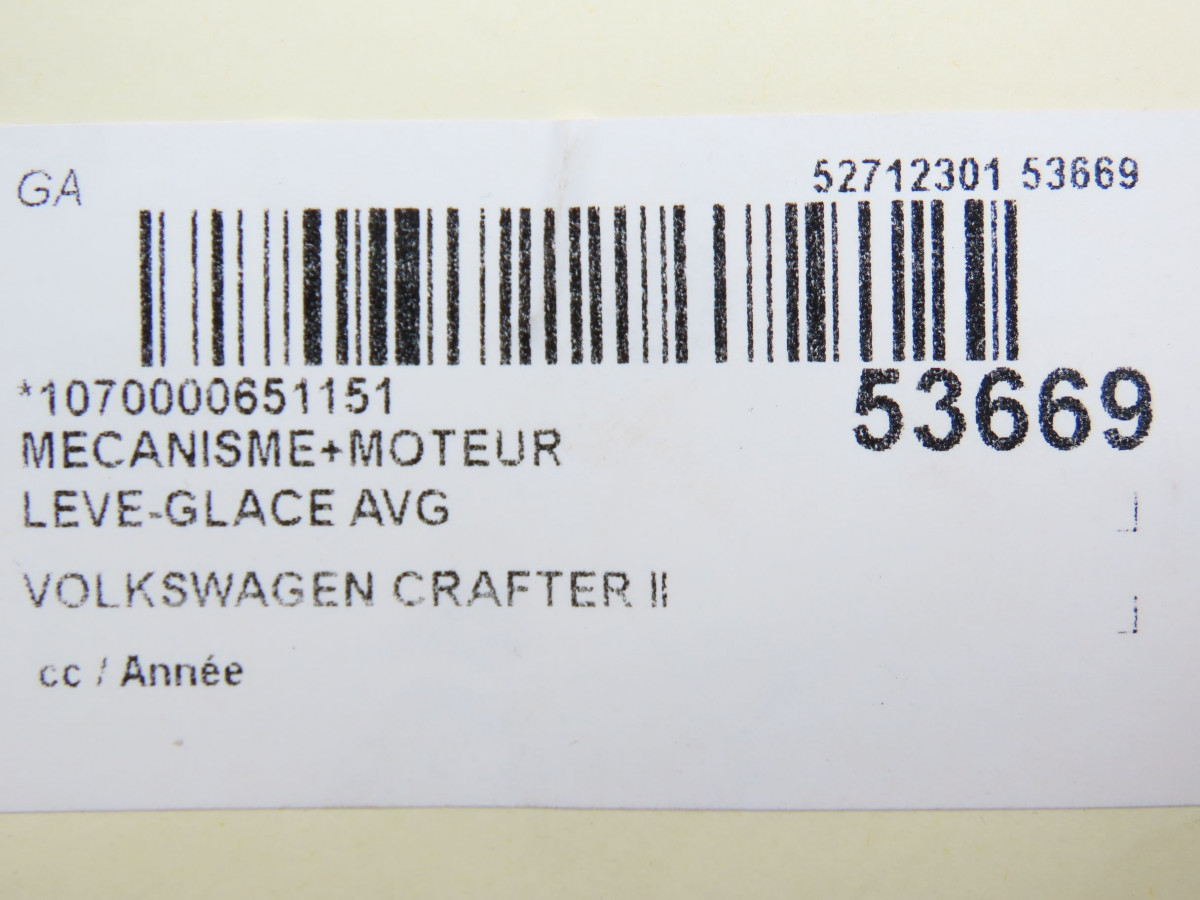 GA
52712301 53669
*1070000651151
53669
MECANISME+MOTEUR
LEVE-GLACE AVG
VOLKSWAGEN CRAFTER II
cc / Année